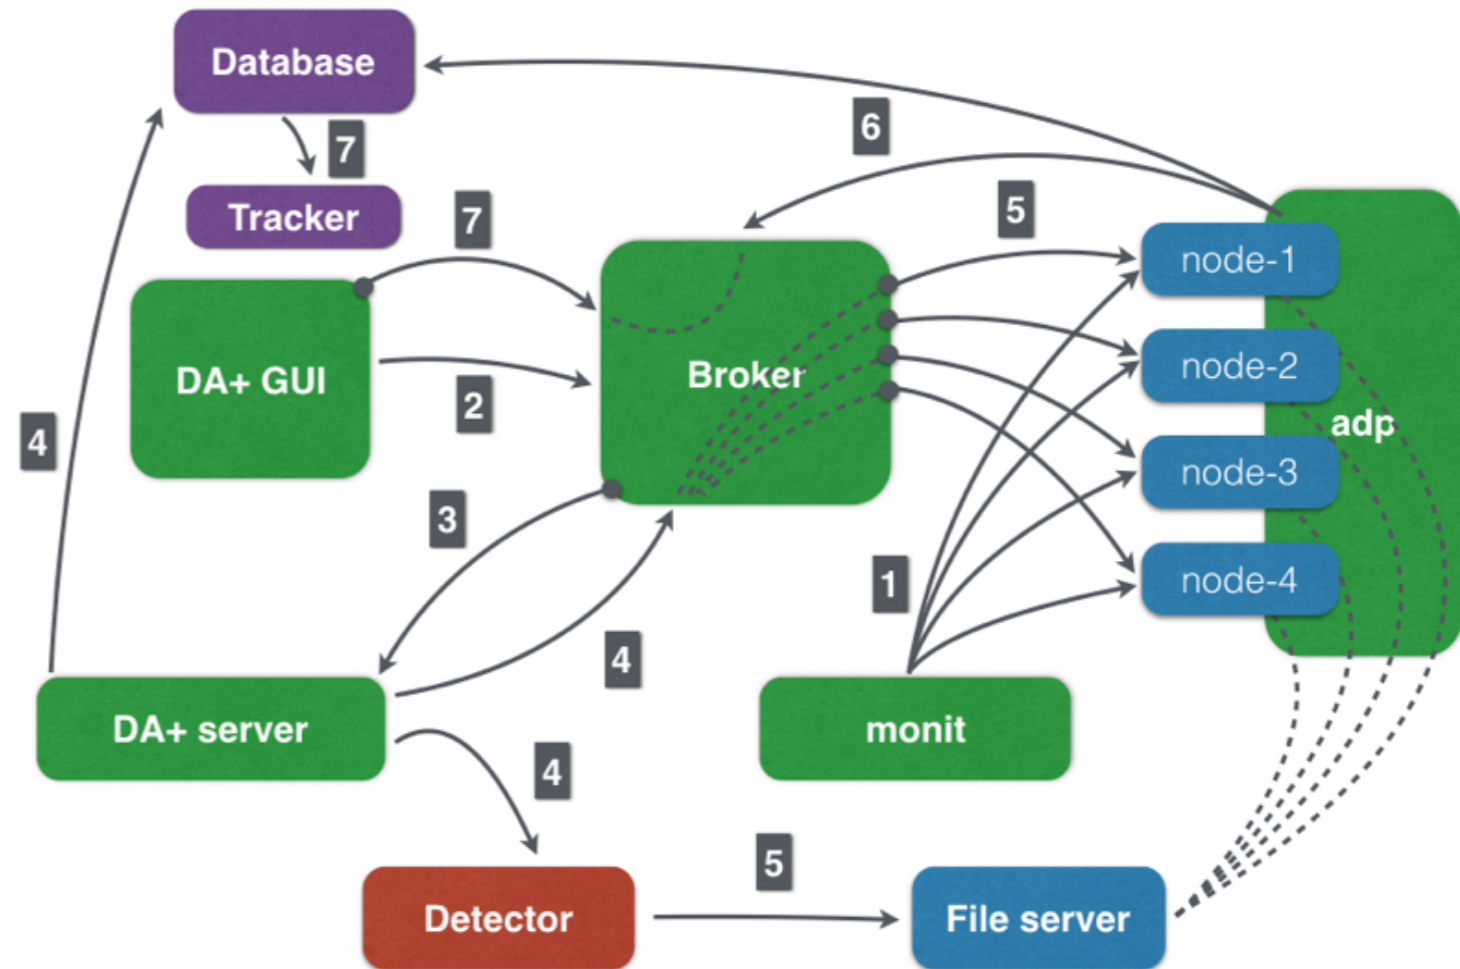 Database
6
7
5
Tracker
7
node-1
DA+ GUI
Broker
node-2
2
adp
4
node-3
3
1
node-4
4
DA+ server
monit
4
5
Detector
File server